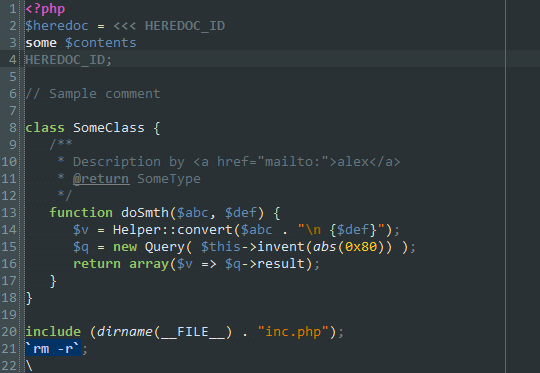 1 <?php
2 $heredoc = <<< HEREDOC_ID
3 some $contents
4 HEREDOC_ID;
5
6 // Sample comment
7
8 class SomeClass {
9 /**
10 * Description by <a href="mailto:">alex</a>
11 * @return SomeType
12 */
13 function doSmth($abc, $def) {
14 $v = Helper::convert($abc . "\n {$def}");
15 $q = new Query( $this->invent(abs(0x80)) );
16 return array($v => $q->result);
17 }
18 }
19
20 include (dirname(__FILE__) . "inc.php");
21 `rm -r`;
22 \